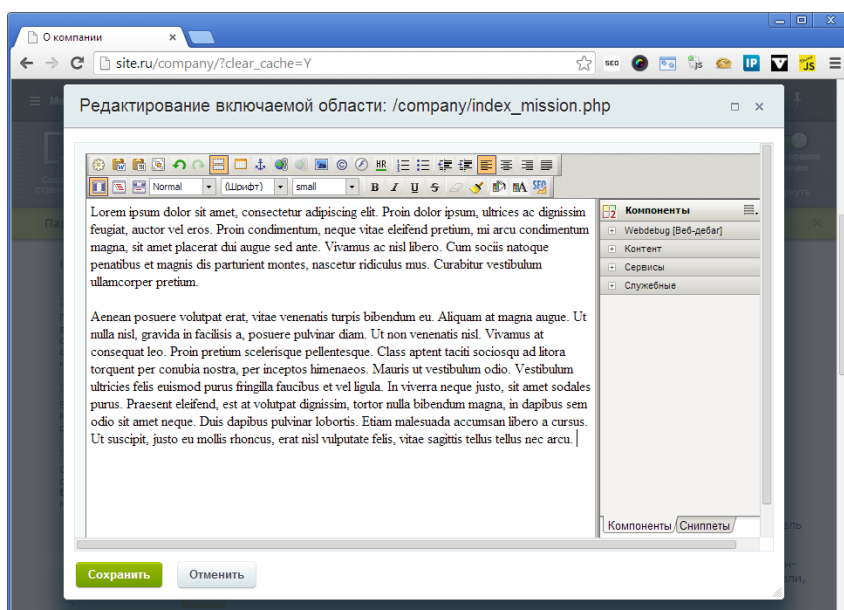 О компании
site.ru/company/?clear_cache=Y
SEO
IP
JS
Редактирование включаемой области: /company/index_mission.php
HR
Normal (Шрифт) small B I U S SEO
Lorem ipsum dolor sit amet, consectetur adipiscing elit. Proin dolor ipsum, ultrices ac dignissim
feugiat, auctor vel eros. Proin condimentum, neque vitae eleifend pretium, mi arcu condimentum
magna, sit amet placerat dui augue sed ante. Vivamus ac nisl libero. Cum sociis natoque
penatibus et magnis dis parturient montes, nascetur ridiculus mus. Curabitur vestibulum
ullamcorper pretium.
Aenean posuere volutpat erat, vitae venenatis turpis bibendum eu. Aliquam at magna augue. Ut
nulla nisl, gravida in facilisis a, posuere pulvinar diam. Ut non venenatis nisl. Vivamus at
consequat leo. Proin pretium scelerisque pellentesque. Class aptent taciti sociosqu ad litora
torquent per conubia nostra, per inceptos himenaeos. Mauris ut vestibulum odio. Vestibulum
ultricies felis euismod purus fringilla faucibus et vel ligula. In viverra neque justo, sit amet sodales
purus. Praesent eleifend, est at volutpat dignissim, tortor nulla bibendum magna, in dapibus sem
odio sit amet neque. Duis dapibus pulvinar lobortis. Etiam malesuada accumsan libero a cursus.
Ut suscipit, justo eu mollis rhoncus, erat nisl vulputate felis, vitae sagittis tellus tellus nec arcu.
Компоненты
Webdebug [Веб-дебаг]
Контент
Сервисы
Служебные
Компоненты Сниппеты
Сохранить Отменить